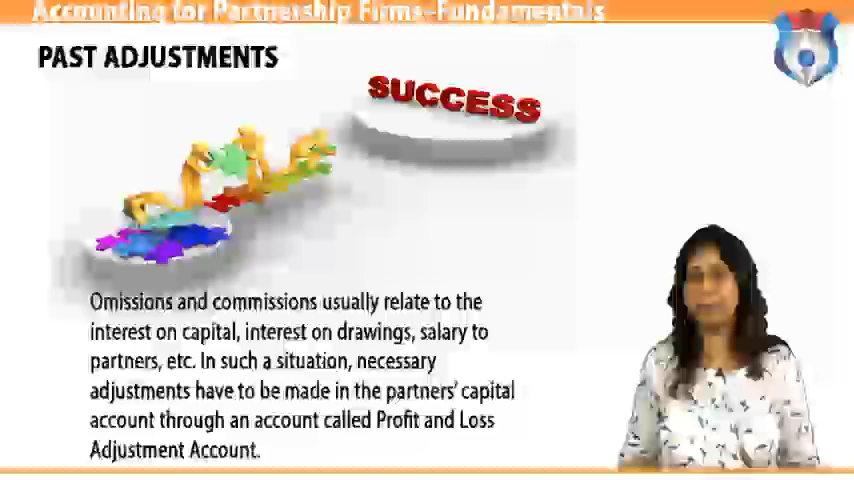 Accounting for Partnership Firms-Fundamentals
PAST ADJUSTMENTS
SUCCESS
Omissions and commissions usually relate to the
interest on capital, interest on drawings, salary to
partners, etc. In such a situation, necessary
adjustments have to be made in the partners' capital
account through an account called Profit and Loss
Adjustment Account.